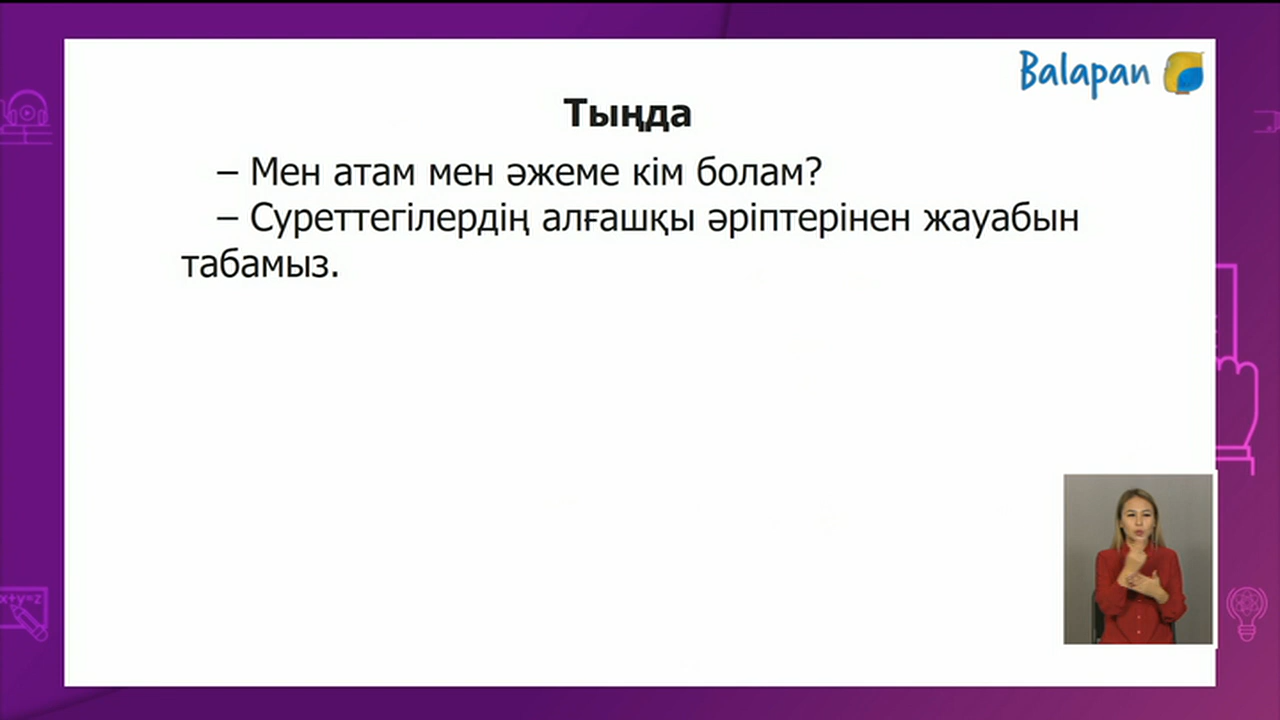 Balapan
Тыңда
– Мен атам мен әжеме кім болам?
– Суреттегілердің алғашқы әріптерінен жауабын
табамыз.
x+y=z